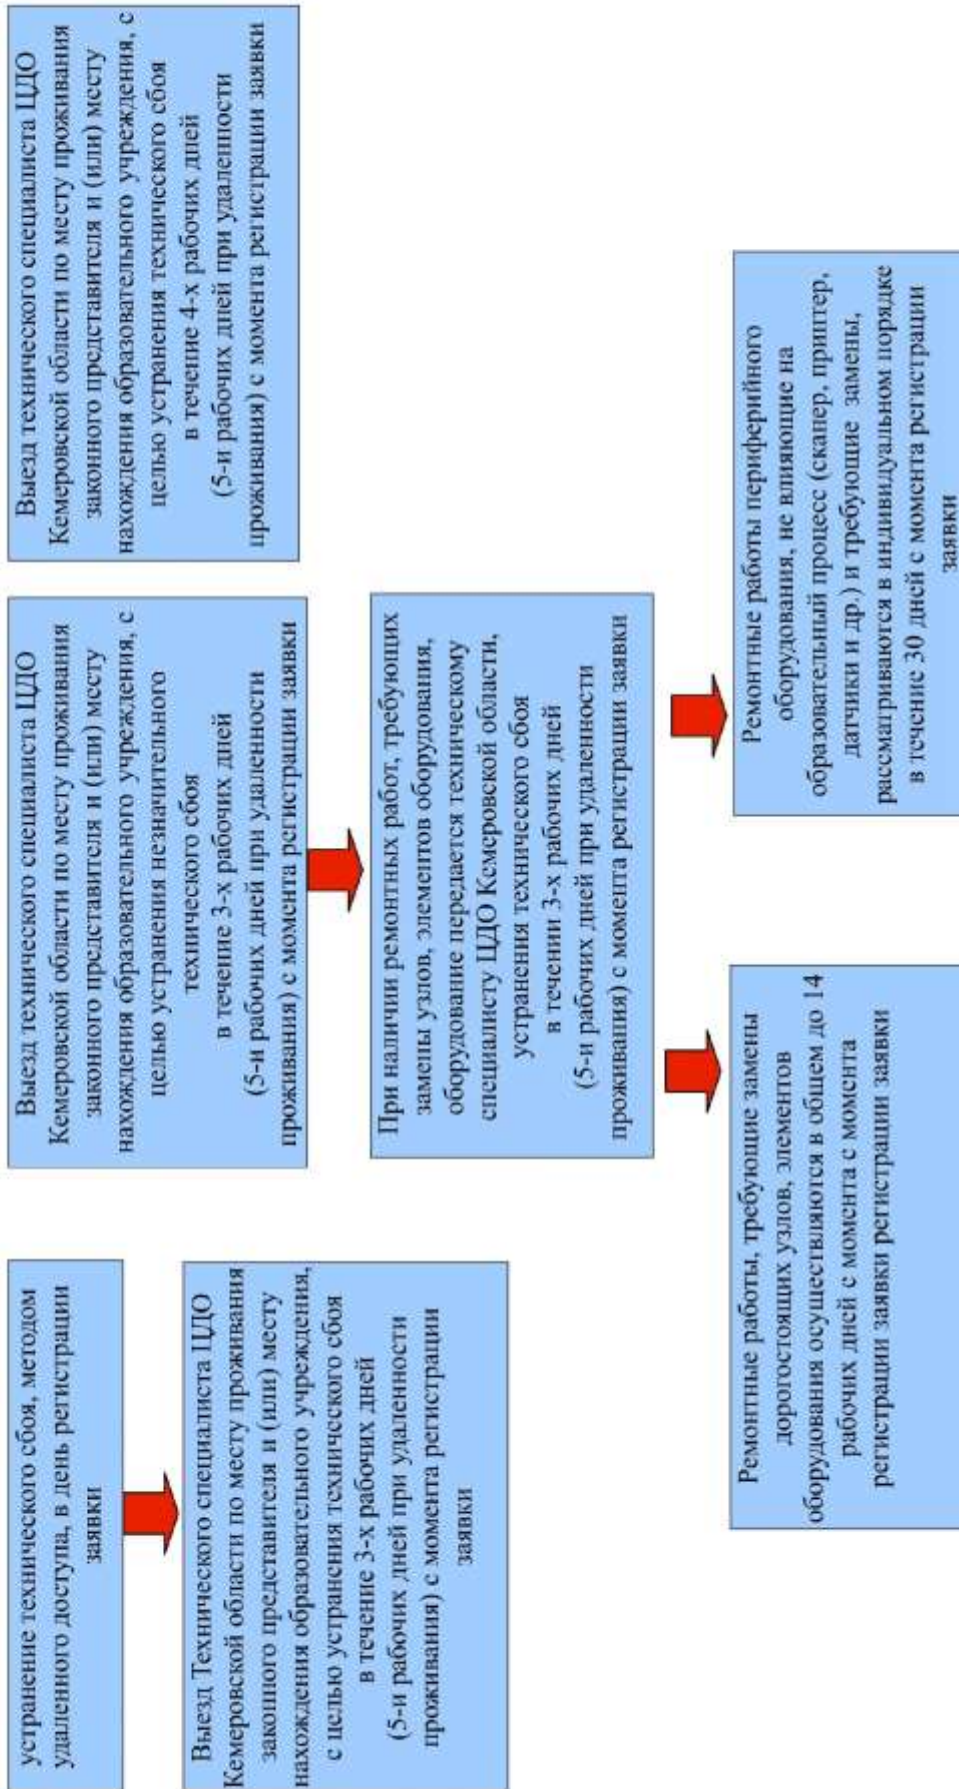 устранение технического сбоя, методом
удаленного доступа, в день регистрации
заявки
Выезд Технического специалиста ЦДО
Кемеровской области по месту проживания
законного представителя и (или) месту
нахождения образовательного учреждения,
с целью устранения технического сбоя
в течение 3-х рабочих дней
(5-и рабочих дней при удаленности
проживания) с момента регистрации
заявки
Выезд технического специалиста ЦДО
Кемеровской области по месту проживания
законного представителя и (или) месту
нахождения образовательного учреждения, с
целью устранения незначительного
технического сбоя
в течение 3-х рабочих дней
(5-и рабочих дней при удаленности
проживания) с момента регистрации заявки
При наличии ремонтных работ, требующих
замены узлов, элементов оборудования,
оборудование передается техническому
специалисту ЦДО Кемеровской области,
устранения технического сбоя
в течении 3-х рабочих дней
(5-и рабочих дней при удаленности
проживания) с момента регистрации заявки
Ремонтные работы, требующие замены
дорогостоящих узлов, элементов
оборудования осуществляются в общем до 14
рабочих дней с момента с момента
регистрации заявки регистрации заявки
Ремонтные работы периферийного
оборудования, не влияющие на
образовательный процесс (сканер, принтер,
датчики и др.) и требующие замены,
рассматриваются в индивидуальном порядке
в течение 30 дней с момента регистрации
заявки
Выезд технического специалиста ЦДО
Кемеровской области по месту проживания
законного представителя и (или) месту
нахождения образовательного учреждения, с
целью устранения технического сбоя
в течение 4-х рабочих дней
(5-и рабочих дней при удаленности
проживания) с момента регистрации заявки